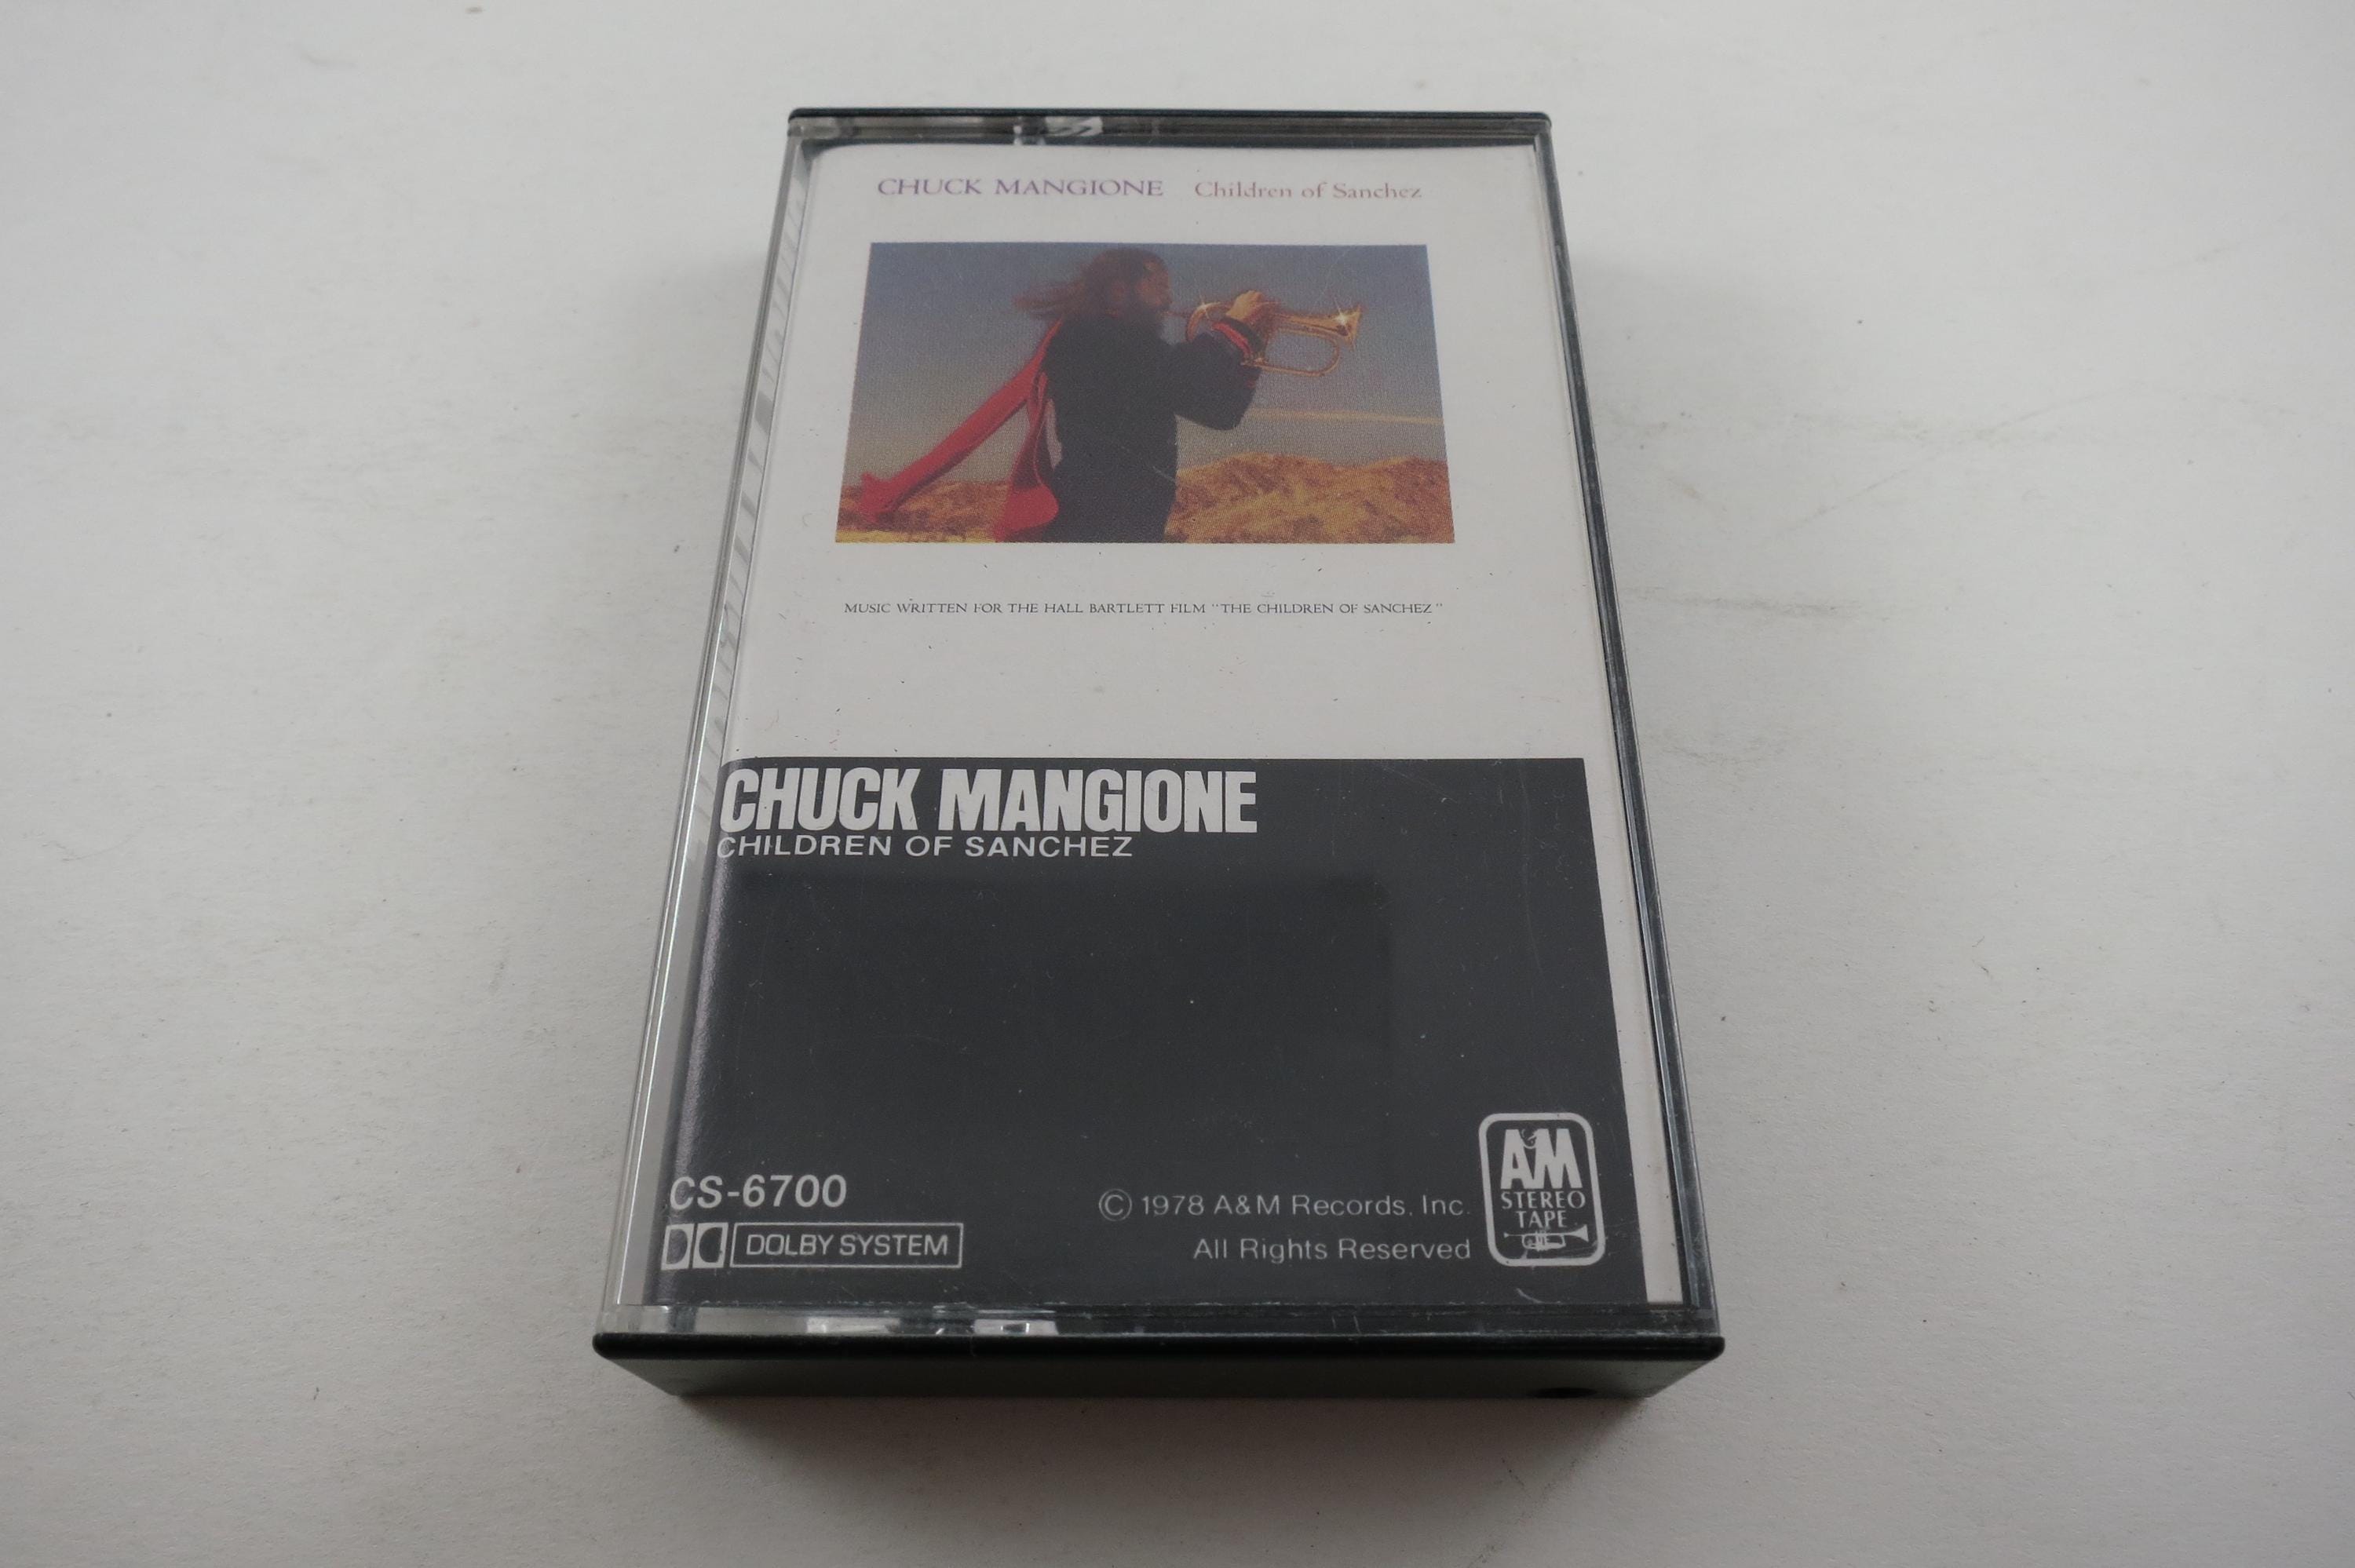 CHUCK MANGIONE Children of Sanchez
MUSIC WRITTEN FOR THE HALL BARTLETT FILM "THE CHILDREN OF SANCHEZ"
CHUCK MANGIONE
CHILDREN OF SANCHEZ
CS-6700
DOLBY SYSTEM
© 1978 A&M Records, Inc.
All Rights Reserved
A&M
STEREO
TAPE